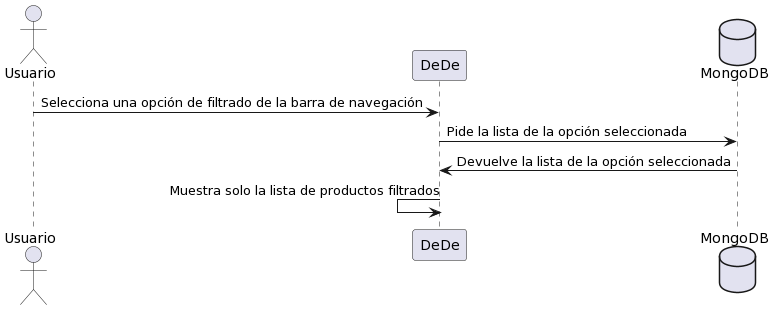 Usuario
DeDe
MongoDB
Selecciona una opción de filtrado de la barra de navegación
Pide la lista de la opción seleccionada
Devuelve la lista de la opción seleccionada
Muestra solo la lista de productos filtrados
Usuario
DeDe
MongoDB